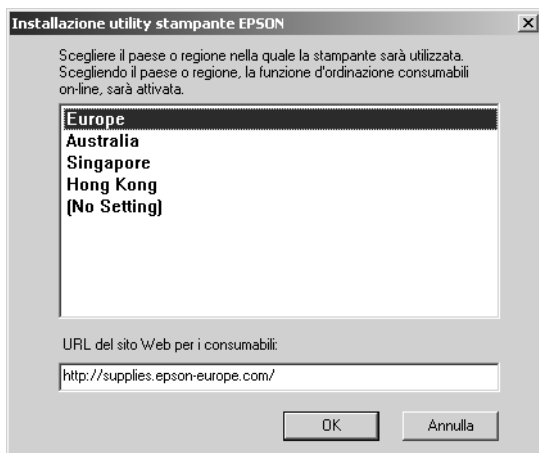 Installazione utility stampante EPSON
Scegliere il paese o regione nella quale la stampante sarà utilizzata.
Scegliendo il paese o regione, la funzione d'ordinazione consumabili
on-line, sarà attivata.
Europe
Australia
Singapore
Hong Kong
(No Setting)
URL del sito Web per i consumabili:
http://supplies.epson-europe.com/
OK Annulla